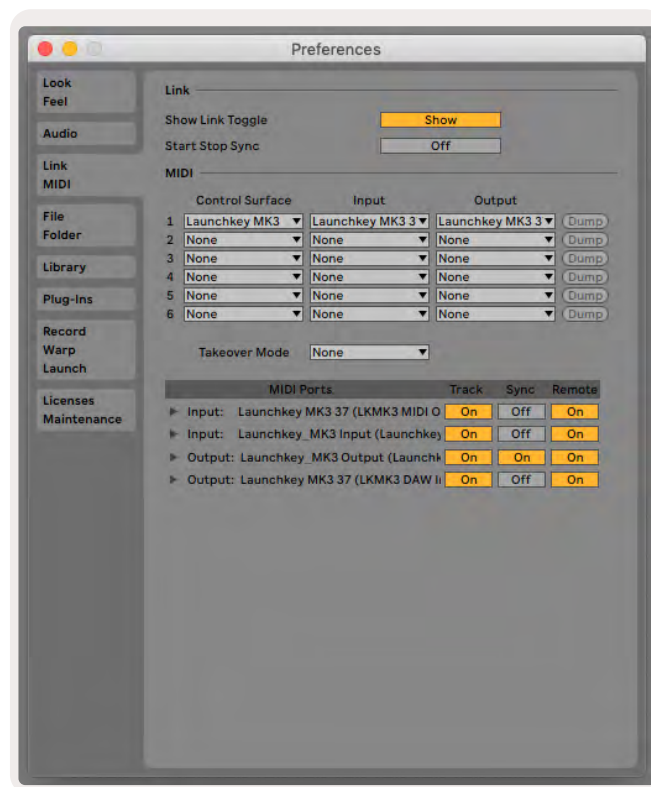 Preferences
Look
Feel
Audio
Link
MIDI
File
Folder
Library
Plug-Ins
Record
Warp
Launch
Licenses
Maintenance
Link
Show Link Toggle Show
Start Stop Sync Off
MIDI
Control Surface Input Output
1 Launchkey MK3 Launchkey MK3 3 Launchkey MK3 3 Dump
2 None None None Dump
3 None None None Dump
4 None None None Dump
5 None None None Dump
6 None None None Dump
Takeover Mode None
MIDI Ports Track Sync Remote
Input: Launchkey MK3 37 (LKMK3 MIDI O On Off On
Input: Launchkey_MK3 Input (Launchkey On Off On
Output: Launchkey_MK3 Output (Launchk On On On
Output: Launchkey MK3 37 (LKMK3 DAW I On Off On